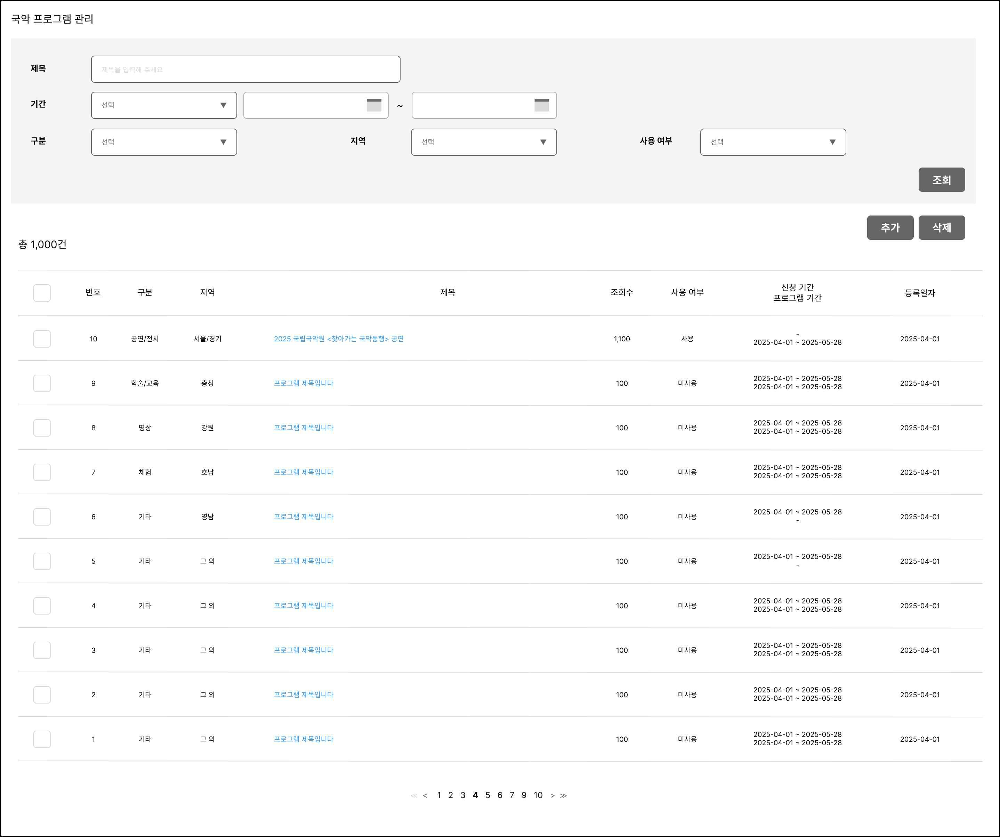 국악 프로그램 관리
제목 제목을 입력해 주세요
기간 선택 ~
구분 선택 지역 선택 사용 여부 선택
조회
추가 삭제
총 1,000건
번호 구분 지역 제목 조회수 사용 여부 신청 기간 등록일자
프로그램 기간
10 공연/전시 서울/경기 2025 국립국악원 <찾아가는 국악동행> 공연 1,100 사용 - 2025-04-01
2025-04-01 ~ 2025-05-28
9 학술/교육 충청 프로그램 제목입니다 100 미사용 2025-04-01 ~ 2025-05-28 2025-04-01
2025-04-01 ~ 2025-05-28
8 명상 강원 프로그램 제목입니다 100 미사용 2025-04-01 ~ 2025-05-28 2025-04-01
2025-04-01 ~ 2025-05-28
7 체험 호남 프로그램 제목입니다 100 미사용 2025-04-01 ~ 2025-05-28 2025-04-01
2025-04-01 ~ 2025-05-28
6 기타 영남 프로그램 제목입니다 100 미사용 2025-04-01 ~ 2025-05-28 2025-04-01
-
5 기타 그 외 프로그램 제목입니다 100 미사용 2025-04-01 ~ 2025-05-28 2025-04-01
-
4 기타 그 외 프로그램 제목입니다 100 미사용 2025-04-01 ~ 2025-05-28 2025-04-01
2025-04-01 ~ 2025-05-28
3 기타 그 외 프로그램 제목입니다 100 미사용 2025-04-01 ~ 2025-05-28 2025-04-01
2025-04-01 ~ 2025-05-28
2 기타 그 외 프로그램 제목입니다 100 미사용 2025-04-01 ~ 2025-05-28 2025-04-01
2025-04-01 ~ 2025-05-28
1 기타 그 외 프로그램 제목입니다 100 미사용 2025-04-01 ~ 2025-05-28 2025-04-01
2025-04-01 ~ 2025-05-28
≪ < 1 2 3 4 5 6 7 9 10 > ≫